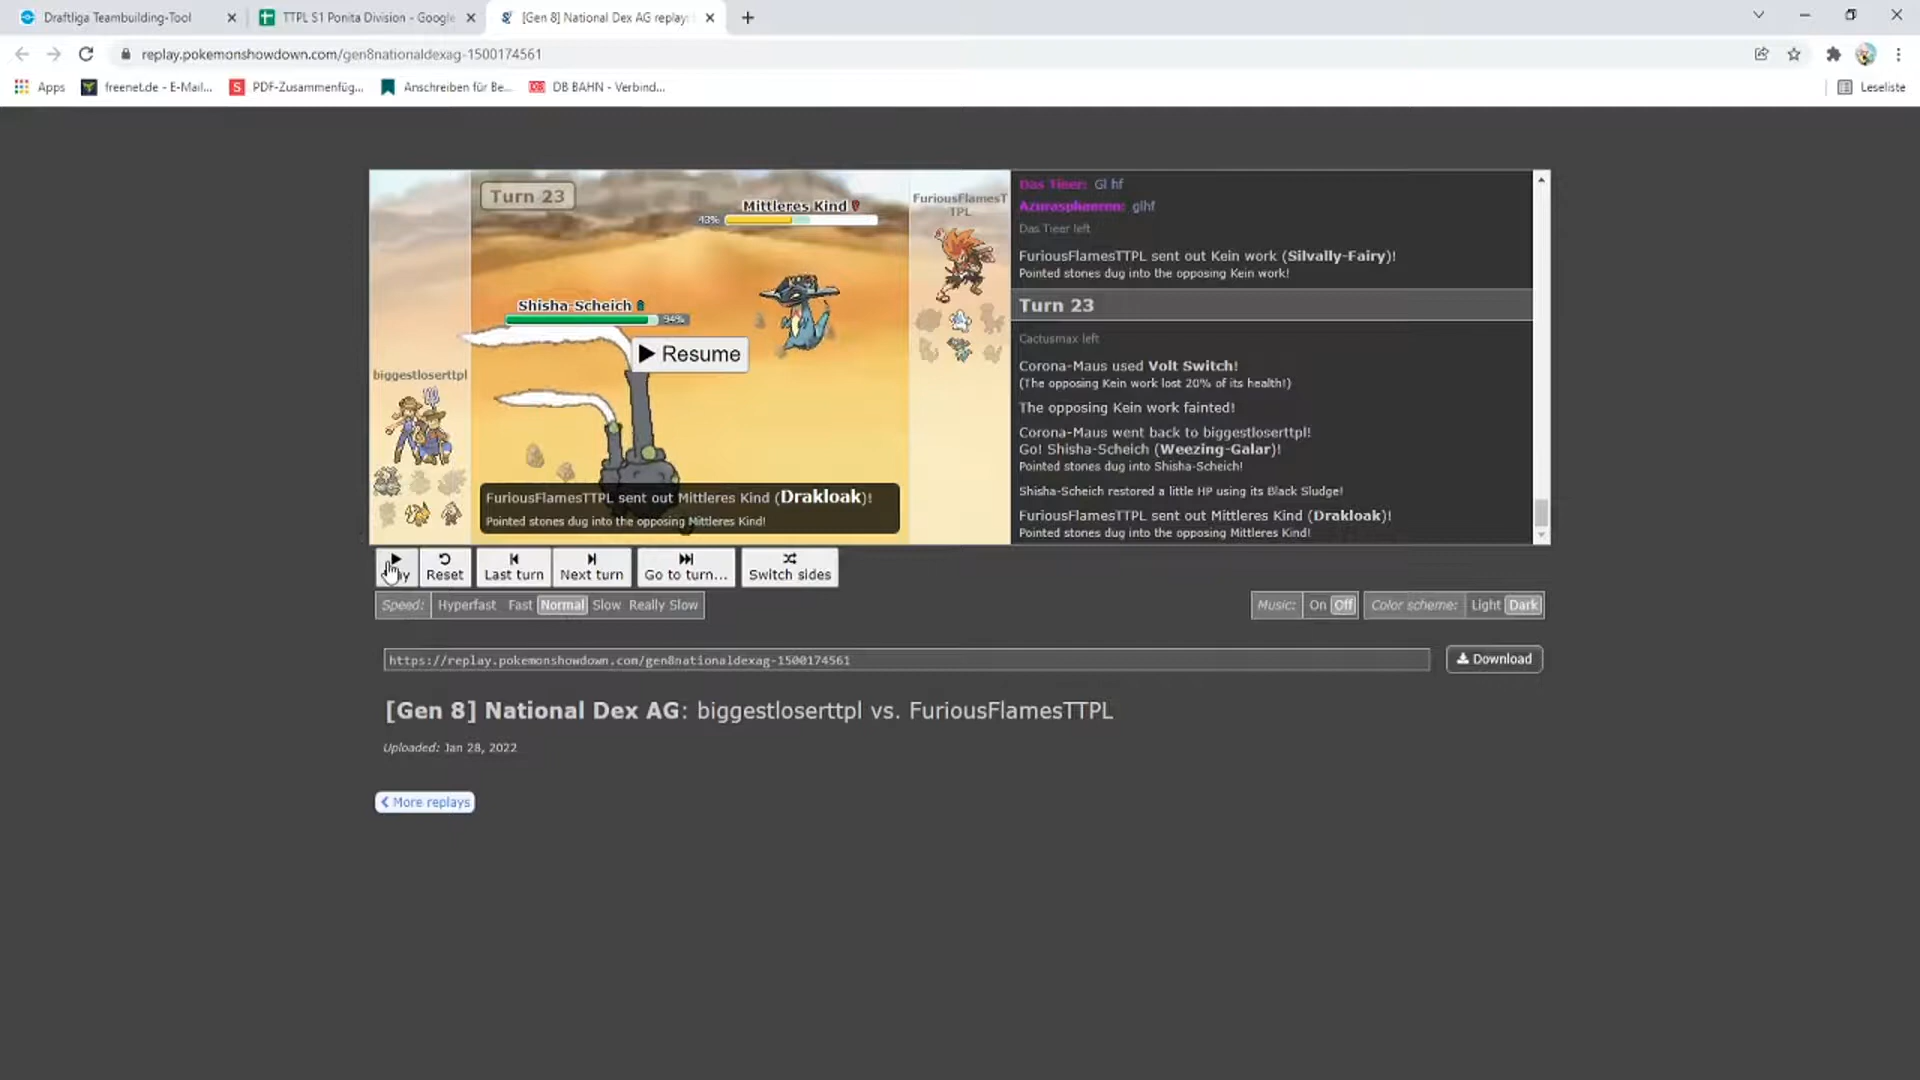 Draftliga Teambuilding-Tool
TTPL S1 Ponita Division - Google
[Gen 8] National Dex AG replay:
replay.pokemonshowdown.com/gen8nationaldexag-1500174561
Apps
freenet.de - E-Mail...
PDF-Zusammenfüg...
Anschreiben für Be...
DB BAHN - Verbind...
Leseliste
Turn 23
Mittleres Kind
43%
Shisha-Scheich
94%
Resume
biggestloserttpl
FuriousFlamesT
TPL
FuriousFlamesTTPL sent out Mittleres Kind (Drakloak)!
Pointed stones dug into the opposing Mittleres Kind!
Das Tieer: Gl hf
Azurasphaeren: glhf
Das Tieer left
FuriousFlamesTTPL sent out Kein work (Silvally-Fairy)!
Pointed stones dug into the opposing Kein work!
Turn 23
Cactusmax left
Corona-Maus used Volt Switch!
(The opposing Kein work lost 20% of its health!)
The opposing Kein work fainted!
Corona-Maus went back to biggestloserttpl!
Go! Shisha-Scheich (Weezing-Galar)!
Pointed stones dug into Shisha-Scheich!
Shisha-Scheich restored a little HP using its Black Sludge!
FuriousFlamesTTPL sent out Mittleres Kind (Drakloak)!
Pointed stones dug into the opposing Mittleres Kind!
Reset
Last turn
Next turn
Go to turn...
Switch sides
Speed: Hyperfast Fast Normal Slow Really Slow
Music: On Off
Color scheme: Light Dark
https://replay.pokemonshowdown.com/gen8nationaldexag-1500174561
Download
[Gen 8] National Dex AG: biggestloserttpl vs. FuriousFlamesTTPL
Uploaded: Jan 28, 2022
More replays